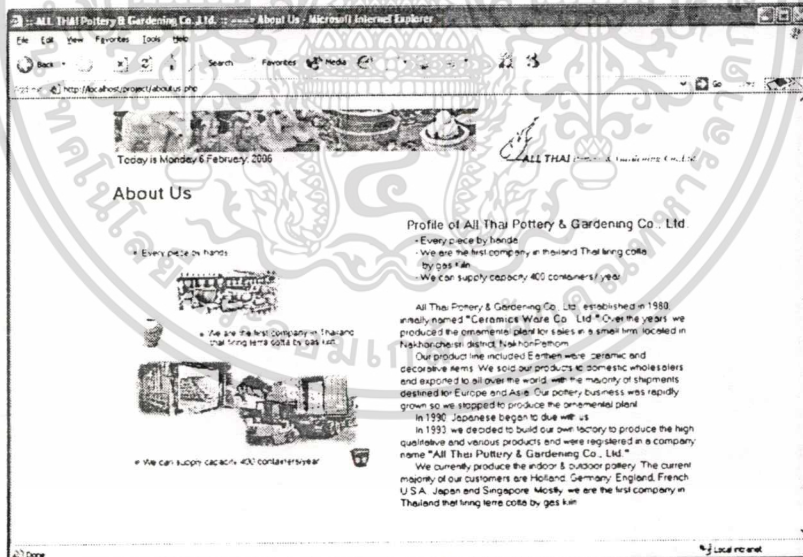 :: ALL THAI Pottery & Gardening Co.,Ltd. :: ----> About Us - Microsoft Internet Explorer
File Edit View Favorites Tools Help
Back Search Favorites Media
http://localhost/project/aboutus.php Go
Today is Monday 6 February, 2006
ALL THAI
About Us
Every piece by hands
We are the first company in Thailand
that firing terra cotta by gas kiln
We can supply capacity 400 containers/year
Profile of All Thai Pottery & Gardening Co., Ltd.
- Every piece by hands
- We are the first company in thailand That firing cotta
by gas kiln
- We can supply capacity 400 containers/ year
All Thai Pottery & Gardening Co., Ltd., established in 1980,
initially named "Ceramics Ware Co., Ltd." Over the years we
produced the ornamental plant for sales in a small firm located in
Nakhonchaisri district, NakhonPathom.
Our product line included Earthen ware ceramic and
decorative items. We sold our products to domestic wholesalers
and exported to all over the world with the majority of shipments
destined for Europe and Asia. Our pottery business was rapidly
grown so we stopped to produce the ornamental plant.
In 1990 Japanese began to due with us
In 1993 we decided to build our own factory to produce the high
qualitative and various products and were registered in a company
name "All Thai Pottery & Gardening Co., Ltd."
We currently produce the indoor & outdoor pottery. The current
majority of our customers are Holland, Germany, England, French
U.S.A. Japan and Singapore. Mostly we are the first company in
Thailand that firing terra cotta by gas kiln
Done Local intranet